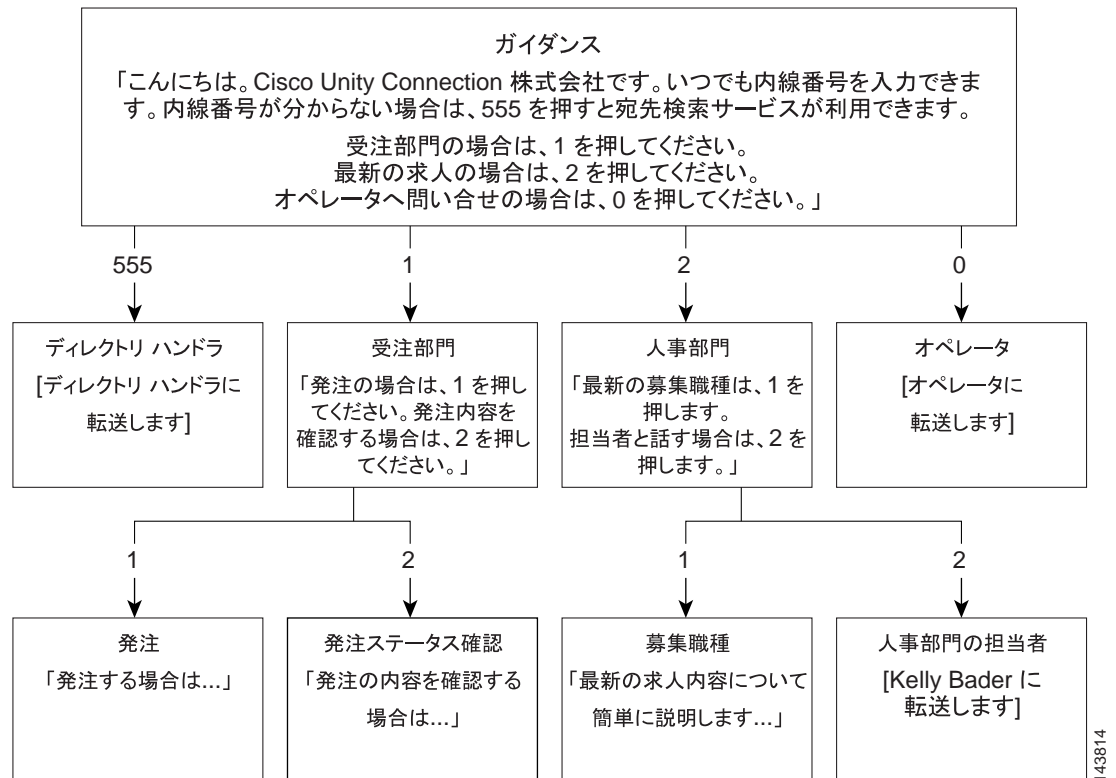 ガイダンス
「こんにちは。Cisco Unity Connection 株式会社です。いつでも内線番号を入力できま
す。内線番号が分からない場合は、555 を押すと宛先検索サービスが利用できます。
受注部門の場合は、1 を押してください。
最新の求人の場合は、2 を押してください。
オペレータへ問い合せの場合は、0 を押してください。」
555
1
2
0
ディレクトリ ハンドラ
[ディレクトリ ハンドラに
転送します]
受注部門
「発注の場合は、1 を押し
てください。発注内容を
確認する場合は、2 を押し
てください。」
人事部門
「最新の募集職種は、1 を
押します。
担当者と話す場合は、2 を
押します。」
オペレータ
[オペレータに
転送します]
1
2
1
2
発注
「発注する場合は...」
発注ステータス確認
「発注の内容を確認する
場合は...」
募集職種
「最新の求人内容について
簡単に説明します...」
人事部門の担当者
[Kelly Bader に
転送します]
143814